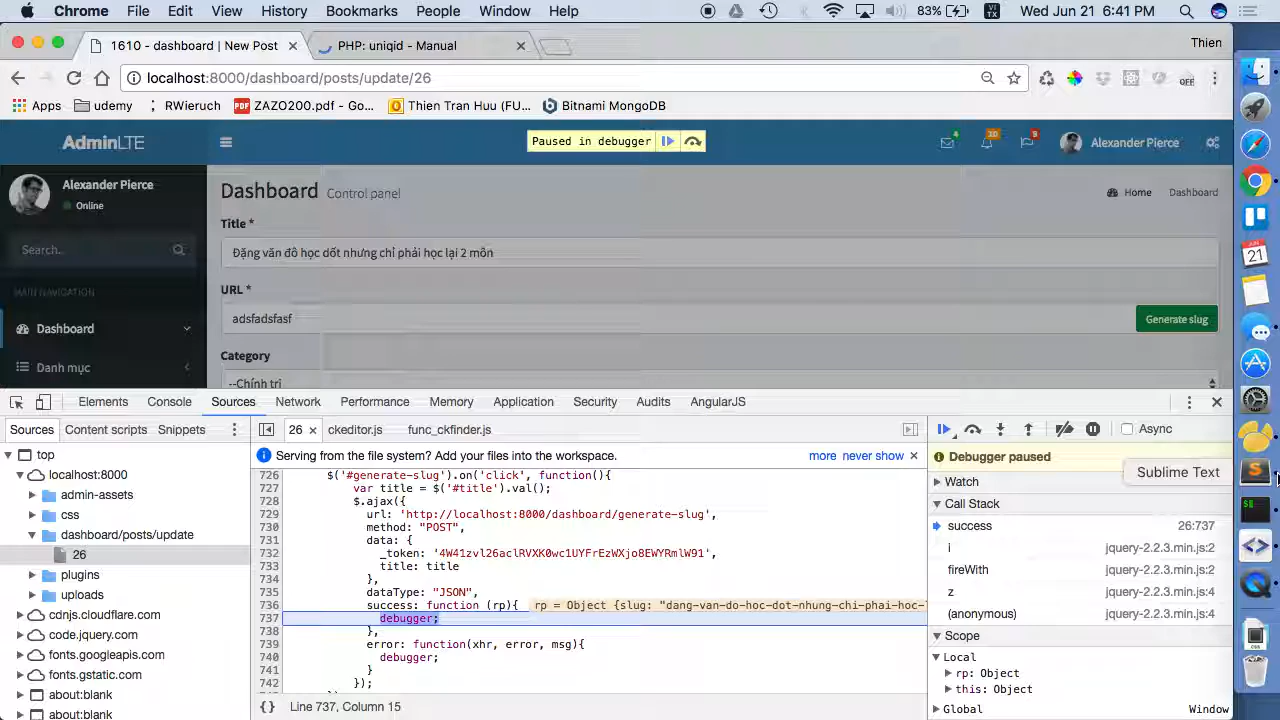 Chrome File Edit View History Bookmarks People Window Help 83% VI TX Wed Jun 21 6:41 PM
1610 - dashboard | New Post PHP: uniqid - Manual Thien
localhost:8000/dashboard/posts/update/26 OFF
Apps udemy RWieruch ZAZO200.pdf - Go... Thien Tran Huu (FU... Bitnami MongoDB
AdminLTE Paused in debugger 4 10 9 Alexander Pierce
Alexander Pierce
Online
Search...
MAIN NAVIGATION
Dashboard
Danh mục
Dashboard Control panel Home Dashboard
Title *
Đặng văn đô học dốt nhưng chỉ phải học lại 2 môn
URL *
adsfadsfasf Generate slug
Category
--Chính trị
Elements Console Sources Network Performance Memory Application Security Audits AngularJS
Sources Content scripts Snippets
top
localhost:8000
admin-assets
css
dashboard/posts/update
26
plugins
uploads
cdnjs.cloudflare.com
code.jquery.com
fonts.googleapis.com
fonts.gstatic.com
about:blank
about:blank
26 ckeditor.js func_ckfinder.js
Serving from the file system? Add your files into the workspace. more never show
726 $('#generate-slug').on('click', function(){
727 var title = $('#title').val();
728 $.ajax({
729 url: 'http://localhost:8000/dashboard/generate-slug',
730 method: "POST",
731 data: {
732 _token: '4W41zvl26aclRVXK0wc1UYFrEzWXjo8EWYRmlW91',
733 title: title
734 },
735 dataType: "JSON",
736 success: function (rp){ rp = Object {slug: "dang-van-do-hoc-dot-nhung-chi-phai-hoc-
737 debugger;
738 },
739 error: function(xhr, error, msg){
740 debugger;
741 }
742 });
{} Line 737, Column 15
Async
Debugger paused
Watch
Sublime Text
Call Stack
success 26:737
i jquery-2.2.3.min.js:2
fireWith jquery-2.2.3.min.js:2
z jquery-2.2.3.min.js:4
(anonymous) jquery-2.2.3.min.js:4
Scope
Local
rp: Object
this: Object
Global Window
JUN
21
S
$
css